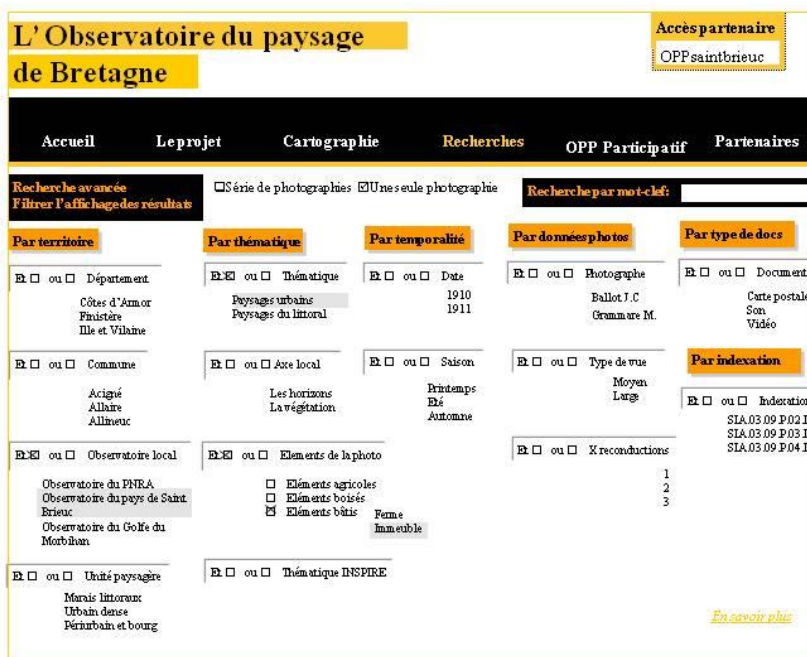 L'Observatoire du paysage
de Bretagne
Accès partenaire
OPPsaintbrieuc
Accueil Le projet Cartographie Recherches OPP Participatif Partenaires
Recherche avancée
Filtrer l'affichage des résultats
Série de photographies Une seule photographie
Recherche par mot-clef:
Par territoire
Et ou Département
Côtes d'Armor
Finistère
Ille et Vilaine
Et ou Commune
Acigné
Allaire
Allineuc
Et ou Observatoire local
Observatoire du PNRA
Observatoire du pays de Saint
Brieuc
Observatoire du Golfe du
Morbihan
Et ou Unité paysagère
Marais littoraux
Urbain dense
Périurbain et bourg
Par thématique
Et ou Thématique
Paysages urbains
Paysages du littoral
Et ou Axe local
Les horizons
La végétation
Et ou Elements de la photo
Eléments agricoles
Eléments boisés
Eléments bâtis
Ferme
Immeuble
Et ou Thématique INSPIRE
Par temporalité
Et ou Date
1910
1911
Et ou Saison
Printemps
Eté
Automne
Par données photos
Et ou Photographe
Ballot J.C
Grammare M.
Et ou Type de vue
Moyen
Large
Et ou X reconductions
1
2
3
Par type de docs
Et ou Document
Carte postale
Son
Vidéo
Par indexation
Et ou Indexation
SIA.03.09.P.02.
SIA.03.09.P.03.
SIA.03.09.P.04.
En savoir plus